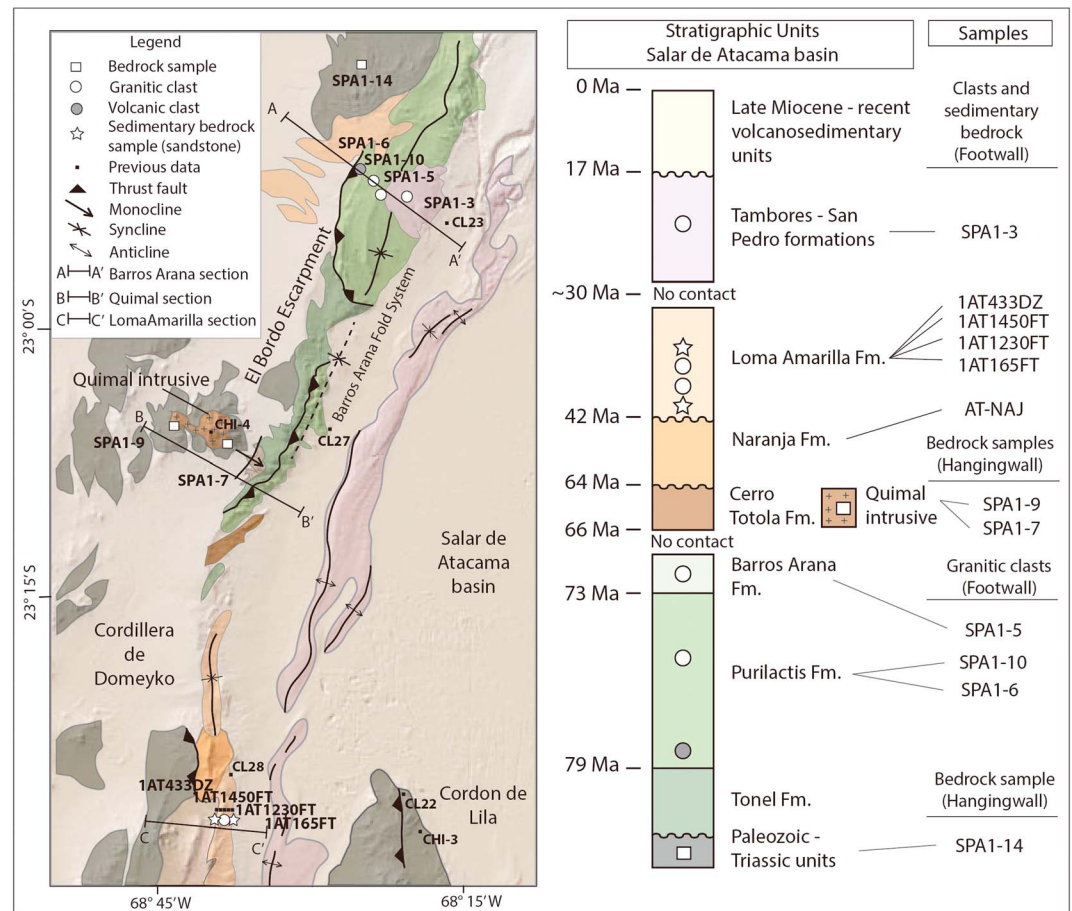 Legend
Bedrock sample
Granitic clast
Volcanic clast
Sedimentary bedrock
sample (sandstone)
Previous data
Thrust fault
Monocline
Syncline
Anticline
A A' Barros Arana section
B B' Quimal section
C C' LomaAmarilla section
SPA1-14
A
SPA1-6
SPA1-10
SPA1-5
SPA1-3
CL23
A'
El Bordo Escarpment
Barros Arana Fold System
Quimal intrusive
B
CHI-4
SPA1-9
CL27
SPA1-7
B'
Salar de
Atacama
basin
Cordillera
de
Domeyko
CL28
1AT433DZ
1AT1450FT
1AT1230FT
1AT165FT
C
C'
Cordon de
Lila
CL22
CHI-3
23° 00'S
23° 15'S
68° 45'W
68° 15'W
Stratigraphic Units
Salar de Atacama basin
Samples
0 Ma
17 Ma
~30 Ma
42 Ma
64 Ma
66 Ma
73 Ma
79 Ma
Late Miocene - recent
volcanosedimentary
units
Tambores - San
Pedro formations
No contact
Loma Amarilla Fm.
Naranja Fm.
Cerro
Totola Fm.
Quimal
intrusive
No contact
Barros Arana
Fm.
Purilactis Fm.
Tonel Fm.
Paleozoic -
Triassic units
Clasts and
sedimentary
bedrock
(Footwall)
SPA1-3
1AT433DZ
1AT1450FT
1AT1230FT
1AT165FT
AT-NAJ
Bedrock samples
(Hangingwall)
SPA1-9
SPA1-7
Granitic clasts
(Footwall)
SPA1-5
SPA1-10
SPA1-6
Bedrock sample
(Hangingwall)
SPA1-14